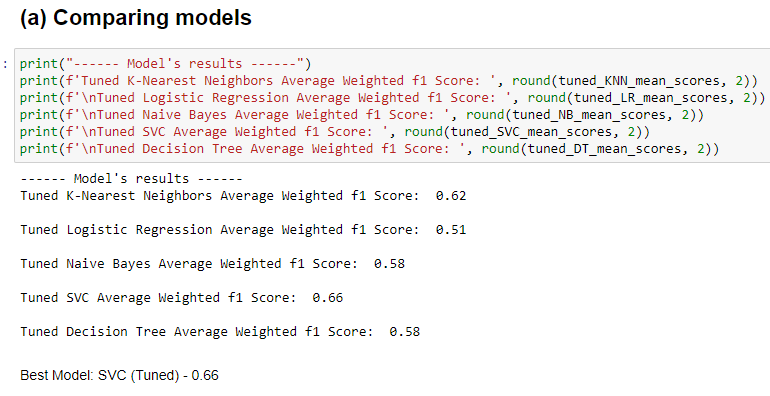 (a) Comparing models
:
print("------ Model's results ------")
print(f'Tuned K-Nearest Neighbors Average Weighted f1 Score: ', round(tuned_KNN_mean_scores, 2))
print(f'\nTuned Logistic Regression Average Weighted f1 Score: ', round(tuned_LR_mean_scores, 2))
print(f'\nTuned Naive Bayes Average Weighted f1 Score: ', round(tuned_NB_mean_scores, 2))
print(f'\nTuned SVC Average Weighted f1 Score: ', round(tuned_SVC_mean_scores, 2))
print(f'\nTuned Decision Tree Average Weighted f1 Score: ', round(tuned_DT_mean_scores, 2))
------ Model's results ------
Tuned K-Nearest Neighbors Average Weighted f1 Score:  0.62
Tuned Logistic Regression Average Weighted f1 Score:  0.51
Tuned Naive Bayes Average Weighted f1 Score:  0.58
Tuned SVC Average Weighted f1 Score:  0.66
Tuned Decision Tree Average Weighted f1 Score:  0.58
Best Model: SVC (Tuned) - 0.66